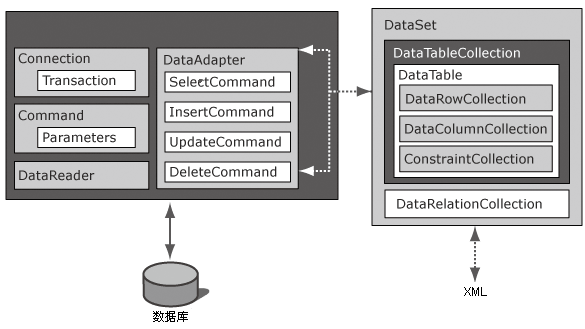 Connection
Transaction
Command
Parameters
DataReader
DataAdapter
SelectCommand
InsertCommand
UpdateCommand
DeleteCommand
DataSet
DataTableCollection
DataTable
DataRowCollection
DataColumnCollection
ConstraintCollection
DataRelationCollection
数据库
XML